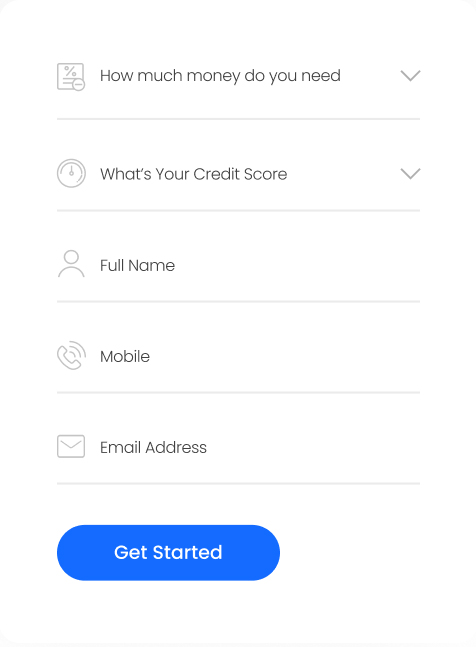 How much money do you need
What's Your Credit Score
Full Name
Mobile
Email Address
Get Started